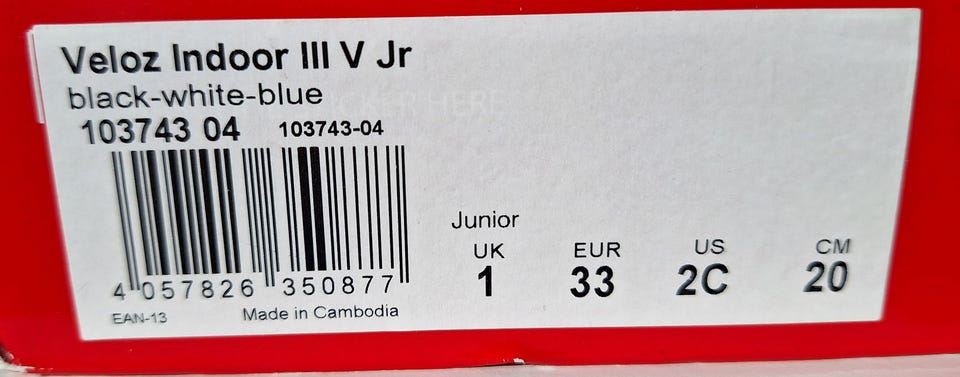 Veloz Indoor III V Jr
black-white-blue
103743 04 103743-04
4 057826 350877
EAN-13 Made in Cambodia
Junior
UK EUR US CM
1 33 2C 20